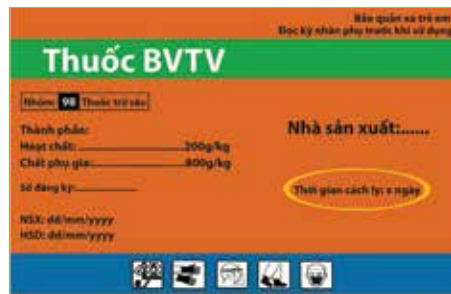 Bảo quản xa trẻ em
Đọc kỹ nhãn phụ trước khi sử dụng
Thuốc BVTV
Nhóm: 9B Thuốc trừ sâu
Thành phần:
Hoạt chất:..............200g/kg
Chất phụ gia:..............800g/kg
Số đăng ký:..............
Nhà sản xuất:......
Thời gian cách ly: x ngày
NSX: dd/mm/yyyy
HSD: dd/mm/yyyy